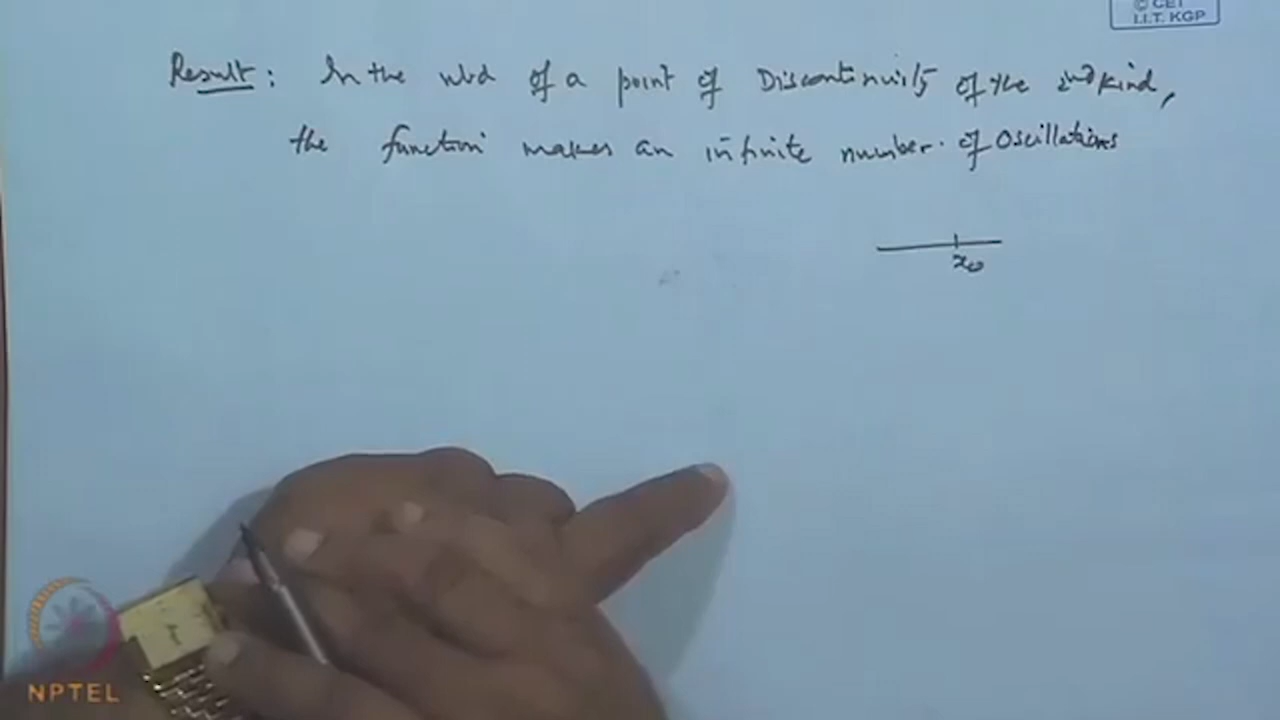 © CET
I.I.T. KGP
Result: In the nbd of a point of Discontinuity of the 2nd kind,
the function makes an infinite number. of Oscillations
x₀
NPTEL